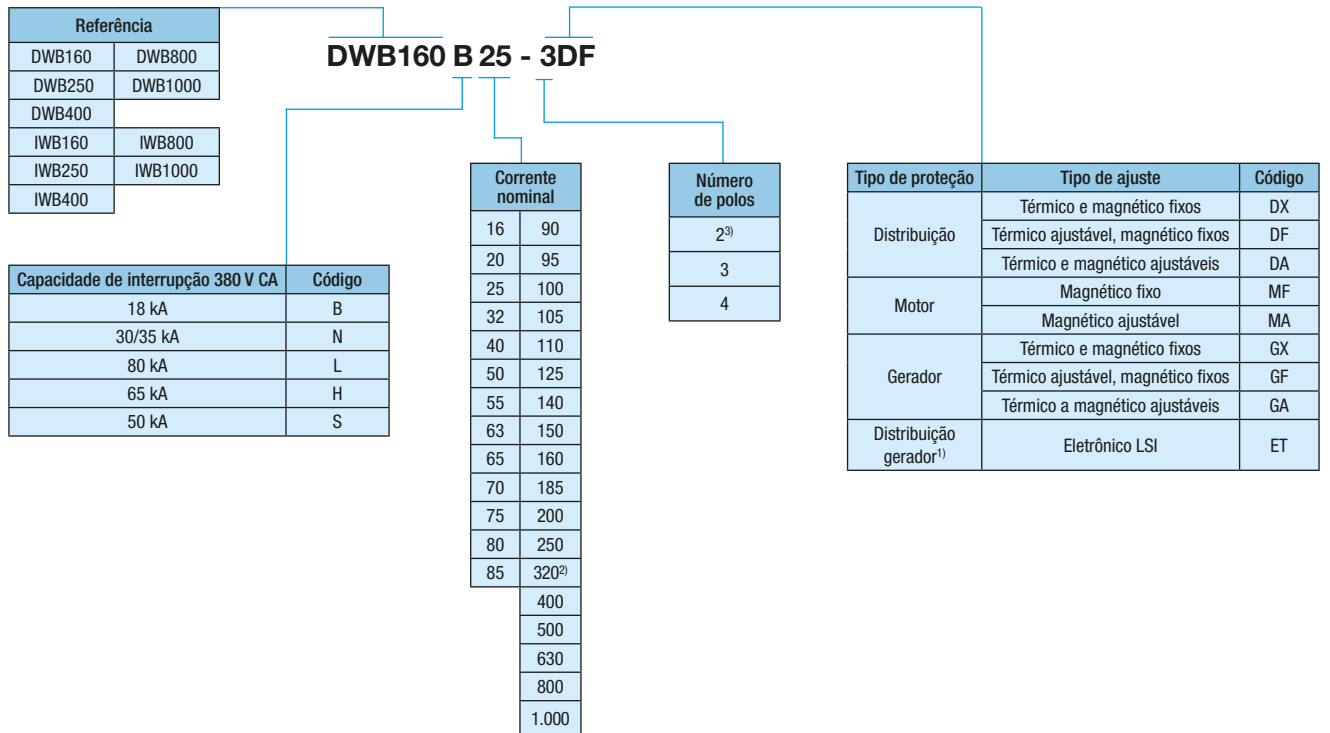 Referência
DWB160 DWB800
DWB250 DWB1000
DWB400
IWB160 IWB800
IWB250 IWB1000
IWB400
DWB160 B 25 - 3DF
Capacidade de interrupção 380 V CA Código
18 kA B
30/35 kA N
80 kA L
65 kA H
50 kA S
Corrente
nominal
16 90
20 95
25 100
32 105
40 110
50 125
55 140
63 150
65 160
70 185
75 200
80 250
85 320²⁾
400
500
630
800
1.000
Número
de polos
2³⁾
3
4
Tipo de proteção Tipo de ajuste Código
Distribuição
Térmico e magnético fixos DX
Térmico ajustável, magnético fixos DF
Térmico e magnético ajustáveis DA
Motor
Magnético fixo MF
Magnético ajustável MA
Gerador
Térmico e magnético fixos GX
Térmico ajustável, magnético fixos GF
Térmico a magnético ajustáveis GA
Distribuição
gerador¹⁾
Eletrônico LSI ET